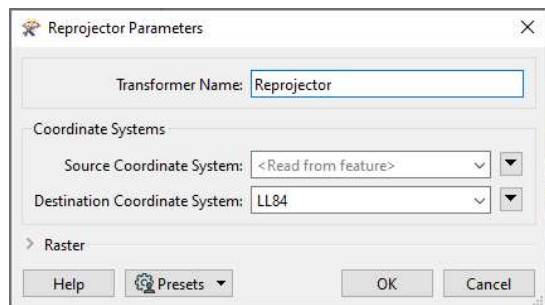 Reprojector Parameters
Transformer Name: Reprojector
Coordinate Systems
Source Coordinate System: <Read from feature>
Destination Coordinate System: LL84
Raster
Help Presets OK Cancel